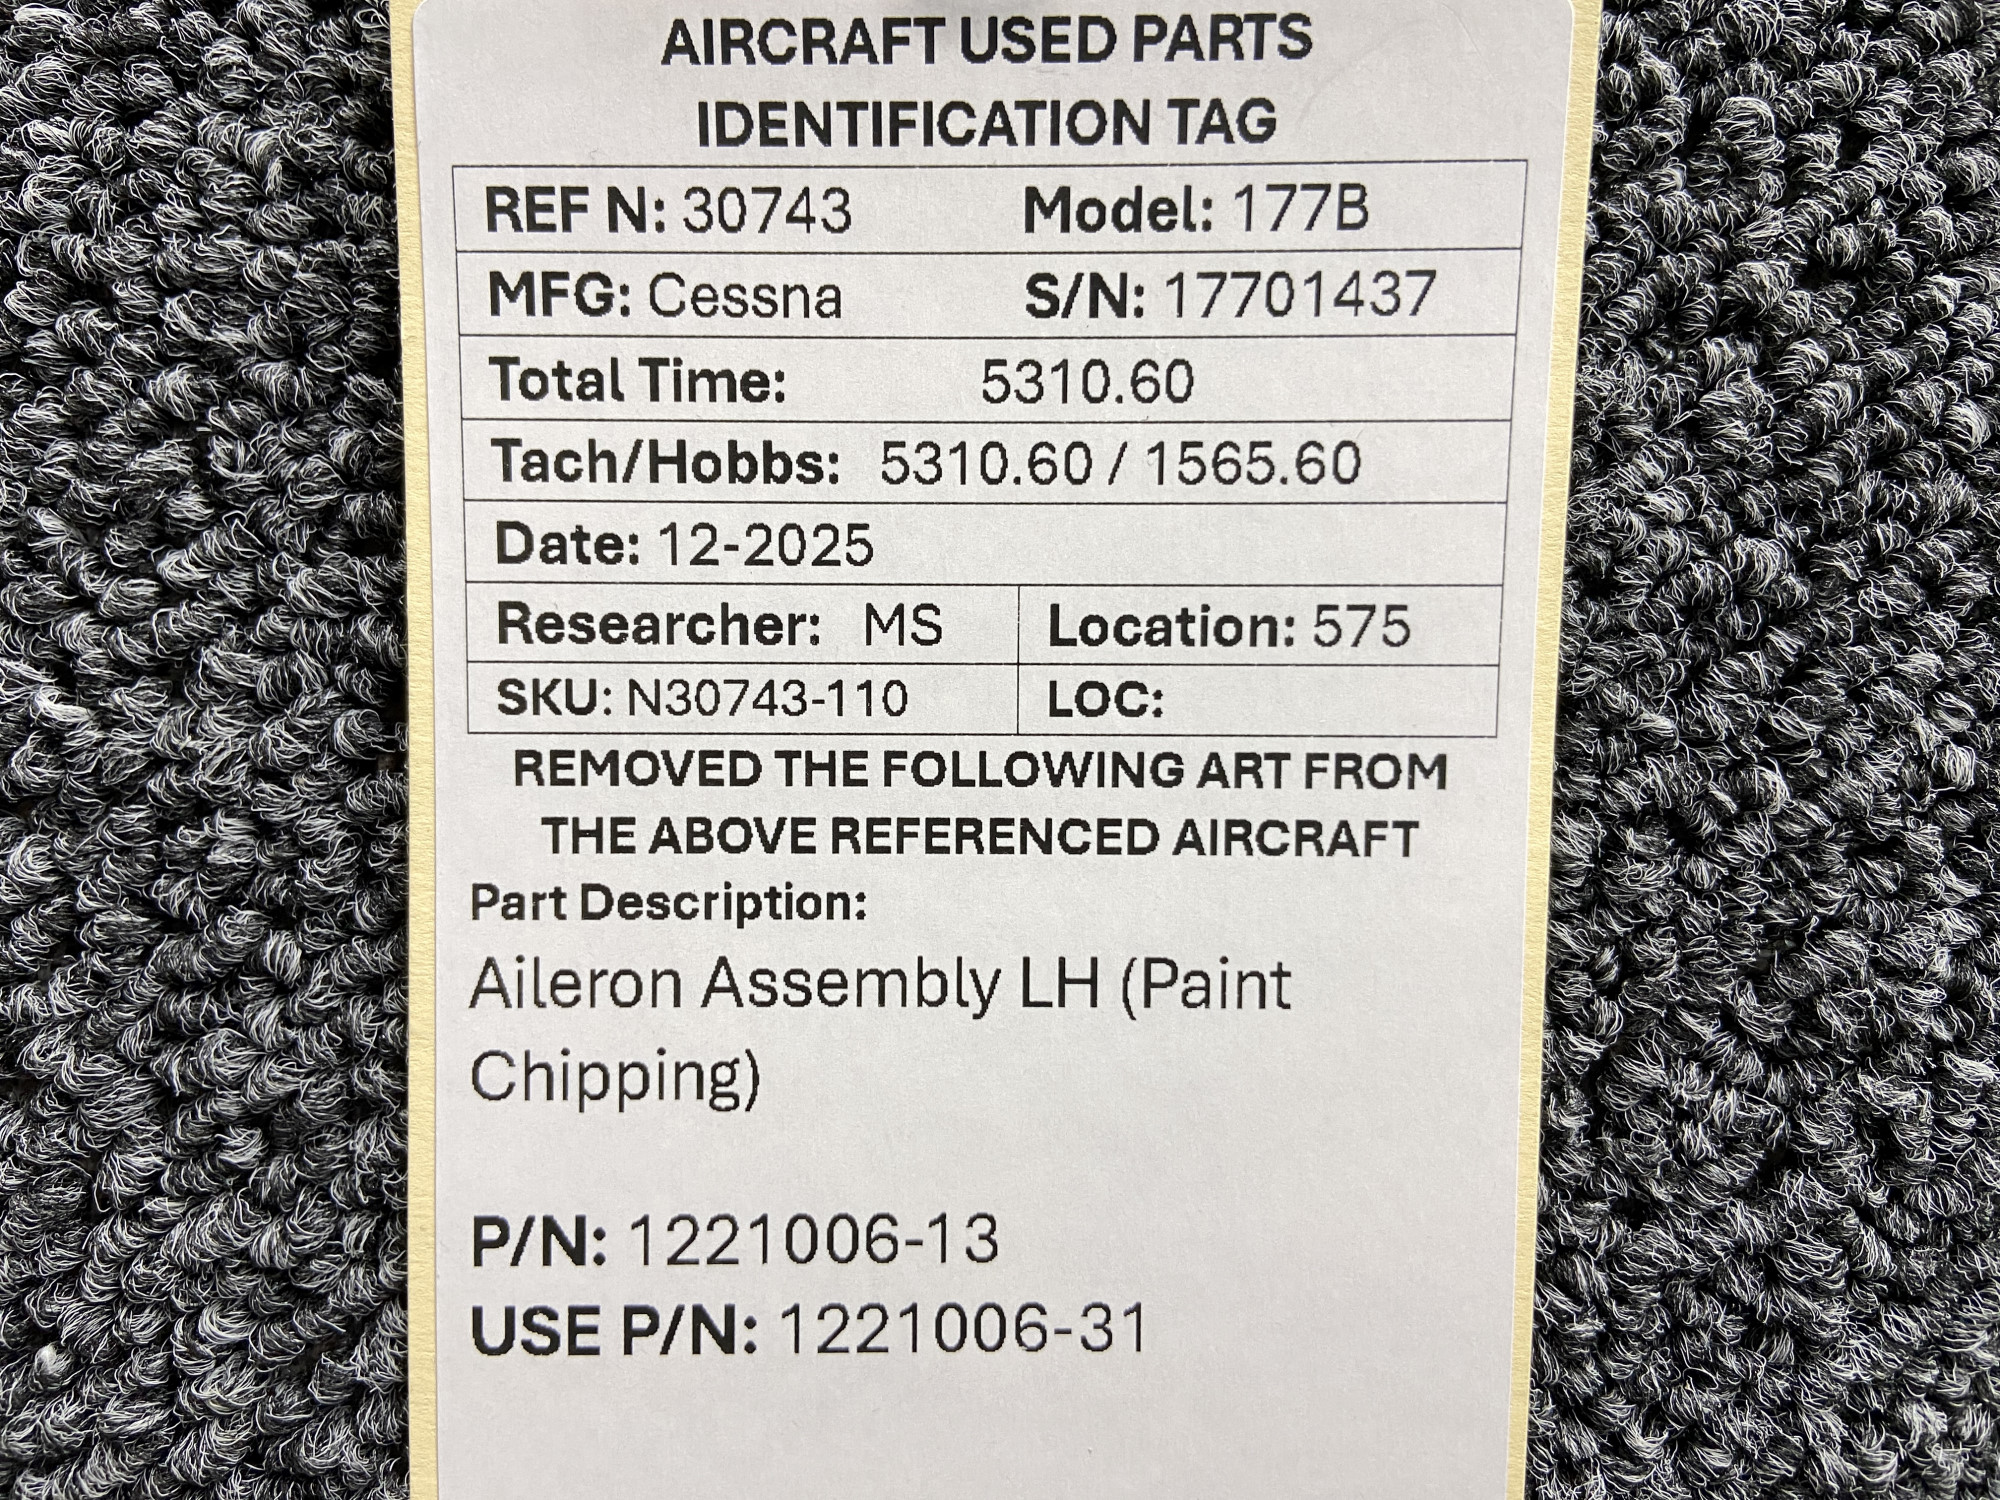 AIRCRAFT USED PARTS
IDENTIFICATION TAG
REF N: 30743 Model: 177B
MFG: Cessna S/N: 17701437
Total Time: 5310.60
Tach/Hobbs: 5310.60 / 1565.60
Date: 12-2025
Researcher: MS Location: 575
SKU: N30743-110 LOC:
REMOVED THE FOLLOWING ART FROM
THE ABOVE REFERENCED AIRCRAFT
Part Description:
Aileron Assembly LH (Paint
Chipping)
P/N: 1221006-13
USE P/N: 1221006-31